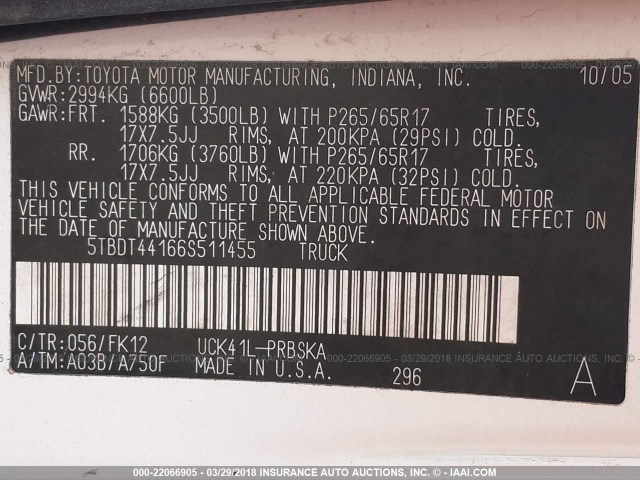 MFD.BY:TOYOTA MOTOR MANUFACTURING, INDIANA, INC. 10/05
GVWR:2994KG (6600LB)
GAWR:FRT. 1588KG (3500LB) WITH P265/65R17 TIRES,
17X7.5JJ RIMS, AT 200KPA (29PSI) COLD.
RR. 1706KG (3760LB) WITH P265/65R17 TIRES,
17X7.5JJ RIMS, AT 220KPA (32PSI) COLD.
THIS VEHICLE CONFORMS TO ALL APPLICABLE FEDERAL MOTOR
VEHICLE SAFETY AND THEFT PREVENTION STANDARDS IN EFFECT ON
THE DATE OF MANUFACTURE SHOWN ABOVE.
5TBDT44166S511455 TRUCK
C/TR:056/FK12 UCK41L-PRBSKA
A/TM:A03B/A750F MADE IN U.S.A. 296 A
000-22066905 - 03/29/2018 INSURANCE AUTO AUCTIONS, INC. - © - IAAI.COM